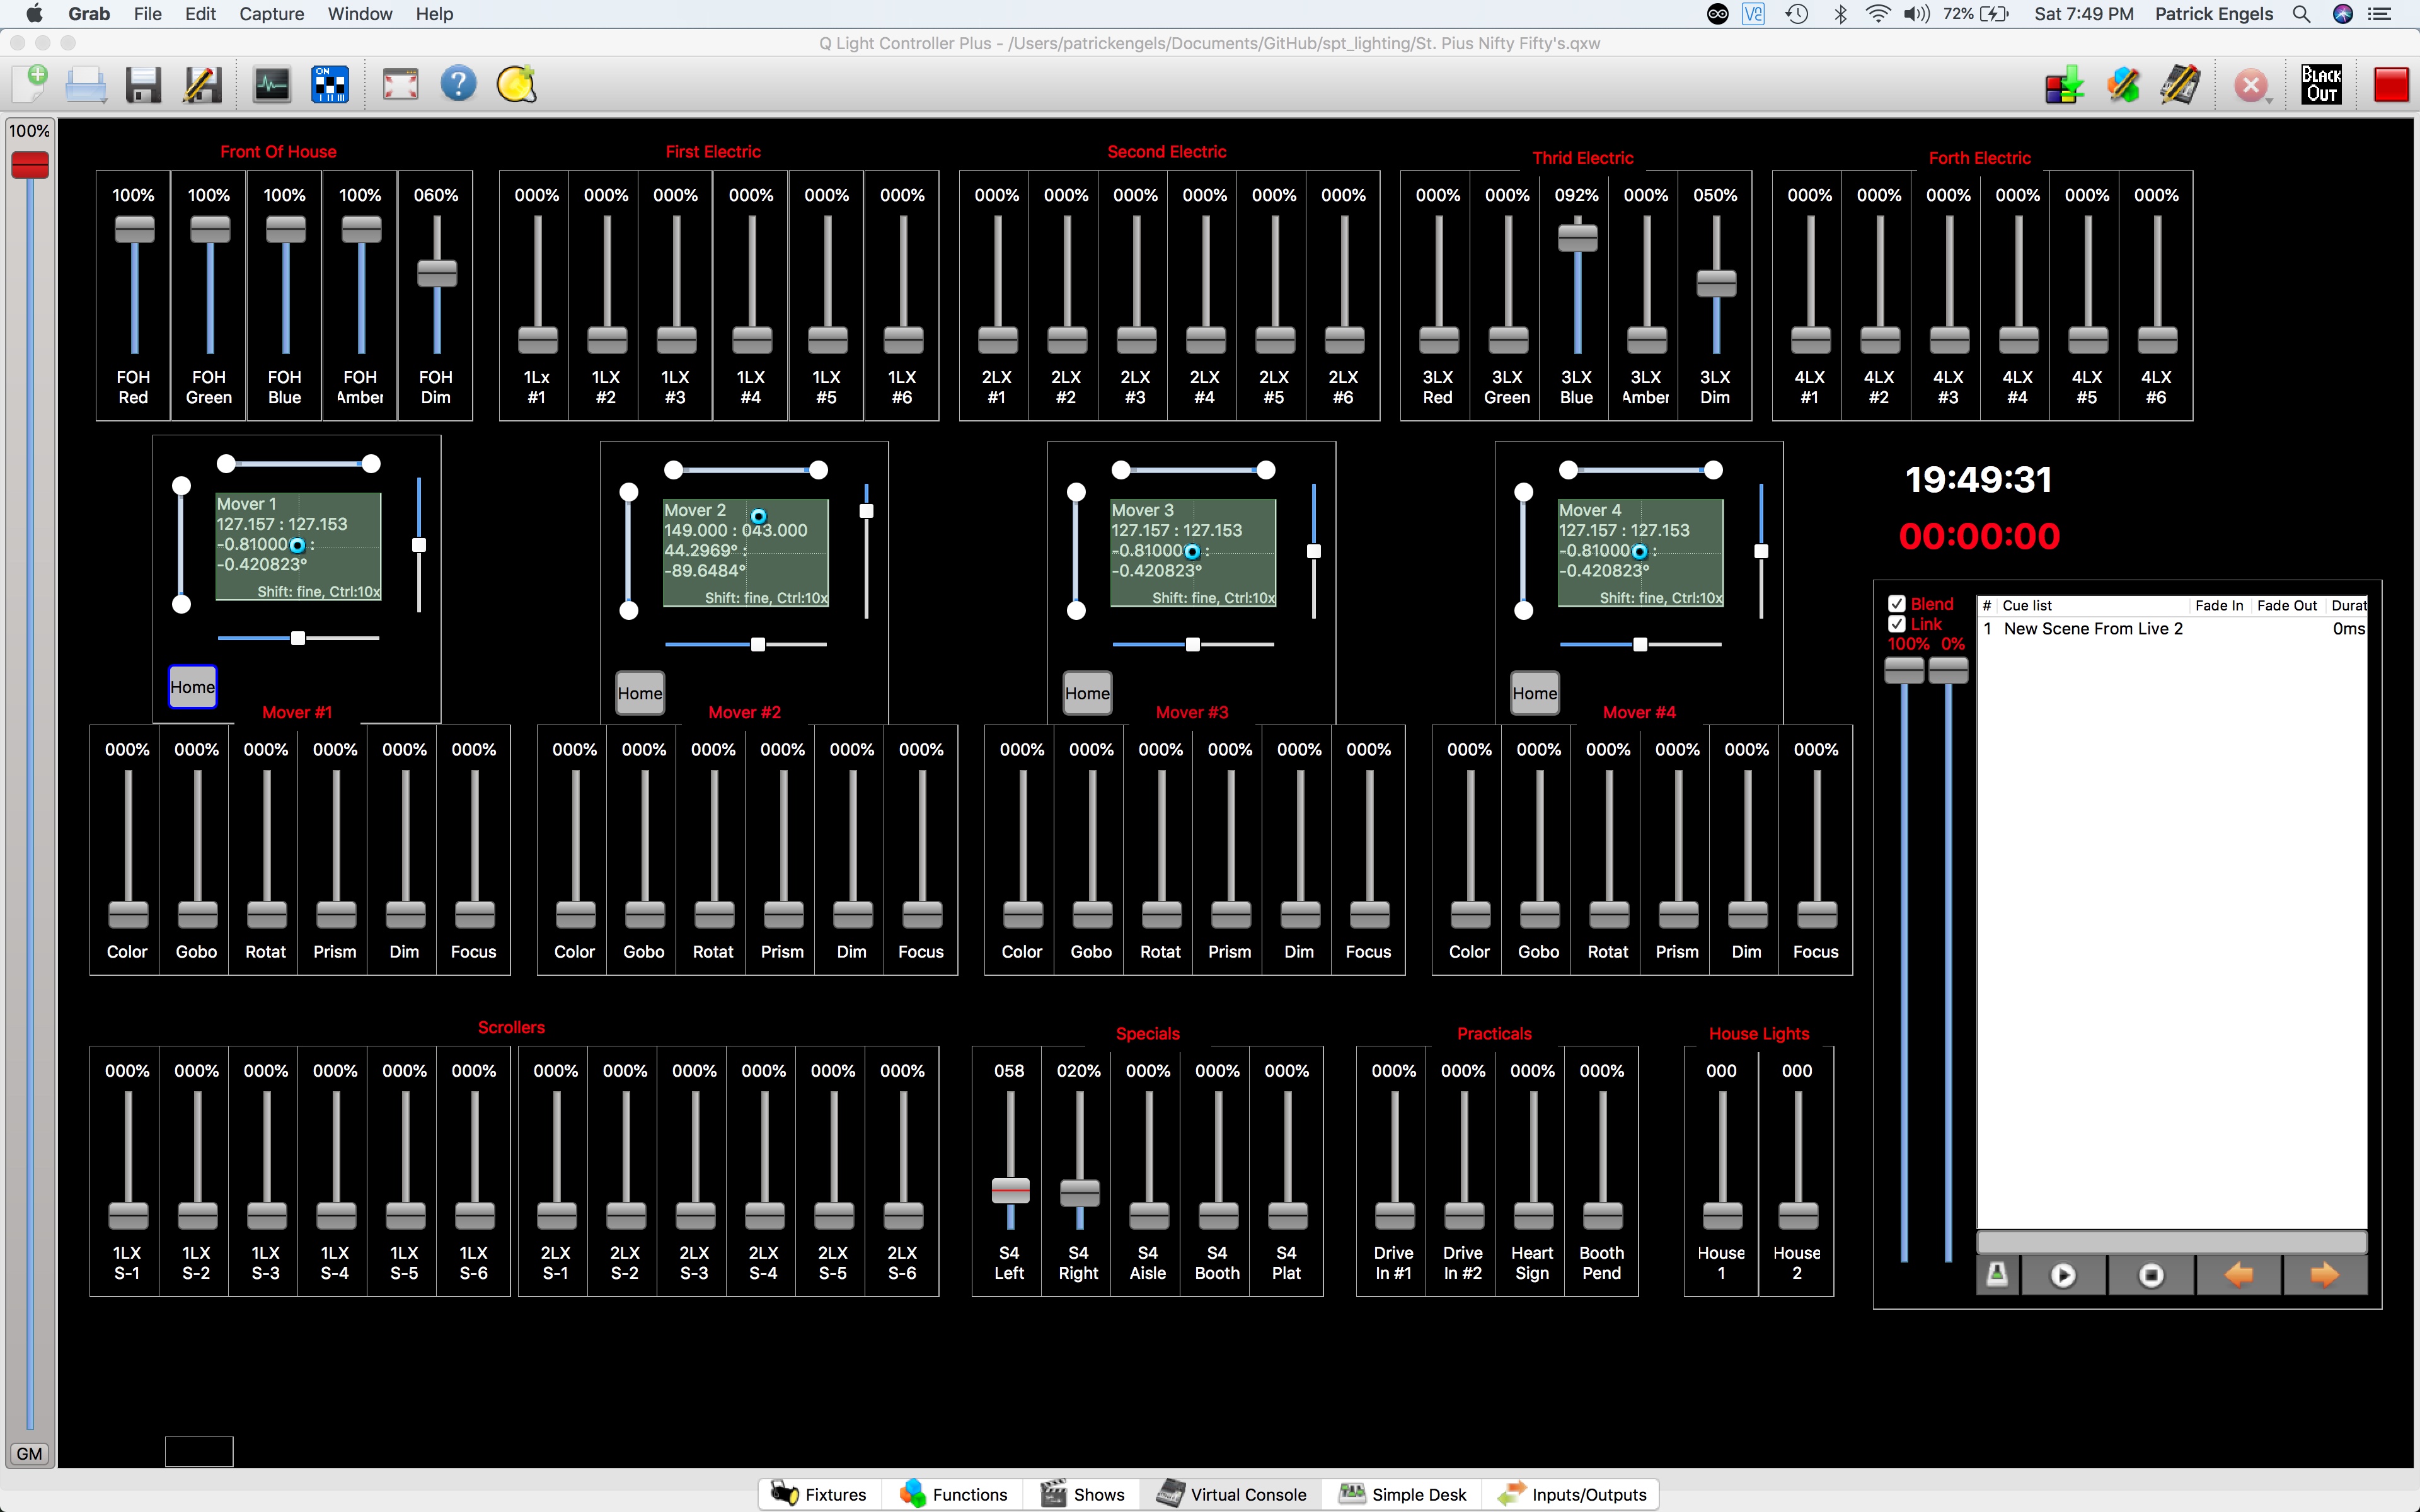 Grab File Edit Capture Window Help 72% Sat 7:49 PM Patrick Engels
Q Light Controller Plus - /Users/patrickengels/Documents/GitHub/spt_lighting/St. Pius Nifty Fifty's.qxw
ON
BLACK OUT
100%
Front Of House First Electric Second Electric Thrid Electric Forth Electric
100% 100% 100% 100% 060% 000% 000% 000% 000% 000% 000% 000% 000% 000% 000% 000% 000% 000% 000% 092% 000% 050% 000% 000% 000% 000% 000% 000%
FOH FOH FOH FOH FOH 1Lx 1LX 1LX 1LX 1LX 1LX 2LX 2LX 2LX 2LX 2LX 2LX 3LX 3LX 3LX 3LX 3LX 4LX 4LX 4LX 4LX 4LX 4LX
Red Green Blue Amber Dim #1 #2 #3 #4 #5 #6 #1 #2 #3 #4 #5 #6 Red Green Blue Amber Dim #1 #2 #3 #4 #5 #6
Mover 1
127.157 : 127.153
-0.81000 :
-0.420823°
Shift: fine, Ctrl:10x
Home
Mover 2
149.000 : 043.000
44.2969° :
-89.6484°
Shift: fine, Ctrl:10x
Home
Mover 3
127.157 : 127.153
-0.81000 :
-0.420823°
Shift: fine, Ctrl:10x
Home
Mover 4
127.157 : 127.153
-0.81000 :
-0.420823°
Shift: fine, Ctrl:10x
Home
19:49:31
00:00:00
Blend
Link
100% 0%
# Cue list Fade In Fade Out Durat
1 New Scene From Live 2 0ms
Mover #1 Mover #2 Mover #3 Mover #4
000% 000% 000% 000% 000% 000% 000% 000% 000% 000% 000% 000% 000% 000% 000% 000% 000% 000% 000% 000% 000% 000% 000% 000%
Color Gobo Rotat Prism Dim Focus Color Gobo Rotat Prism Dim Focus Color Gobo Rotat Prism Dim Focus Color Gobo Rotat Prism Dim Focus
Scrollers Specials Practicals House Lights
000% 000% 000% 000% 000% 000% 000% 000% 000% 000% 000% 000% 058 020% 000% 000% 000% 000% 000% 000% 000% 000 000
1LX 1LX 1LX 1LX 1LX 1LX 2LX 2LX 2LX 2LX 2LX 2LX S4 S4 S4 S4 S4 Drive Drive Heart Booth House House
S-1 S-2 S-3 S-4 S-5 S-6 S-1 S-2 S-3 S-4 S-5 S-6 Left Right Aisle Booth Plat In #1 In #2 Sign Pend 1 2
GM
Fixtures Functions Shows Virtual Console Simple Desk Inputs/Outputs